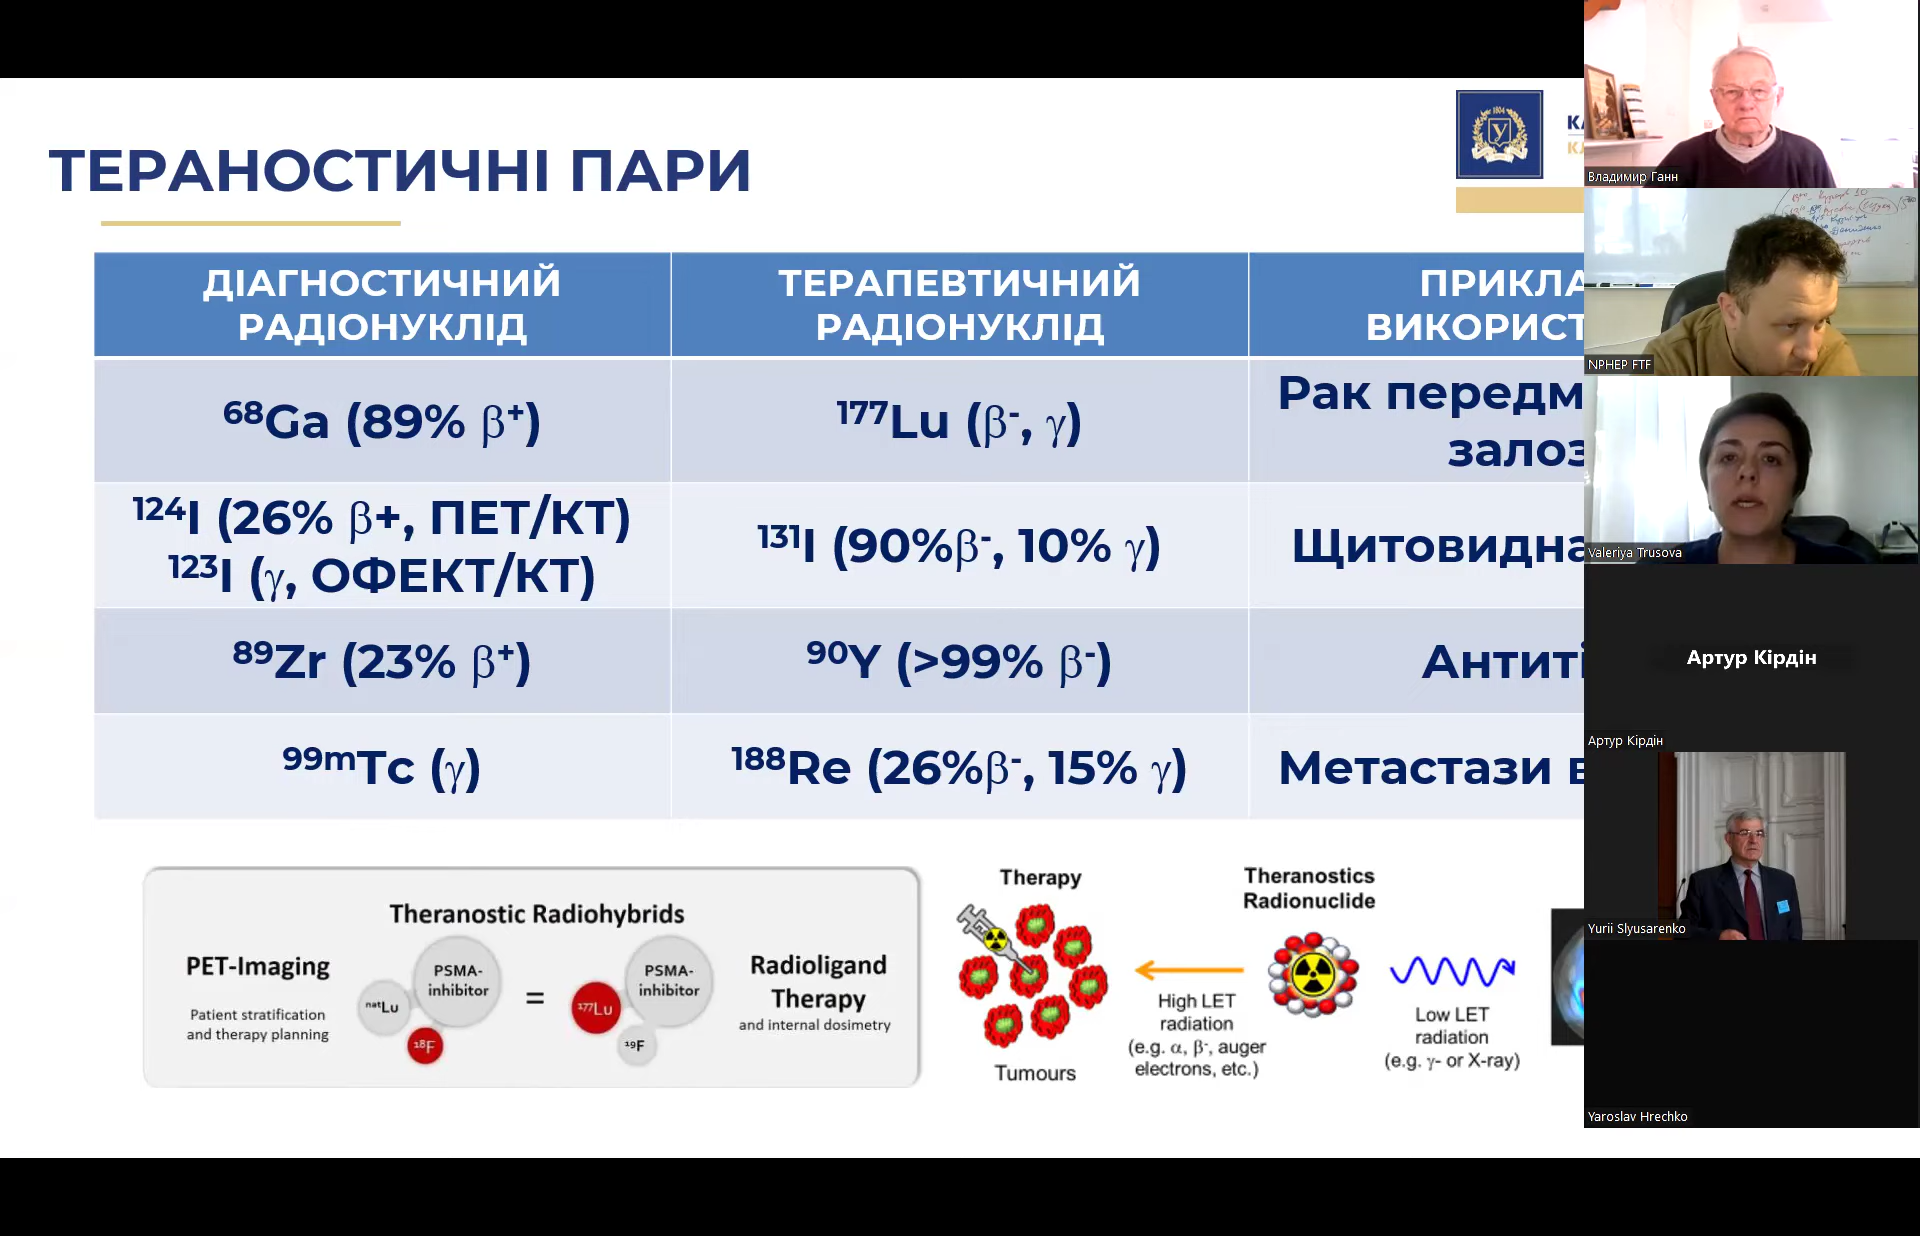 ТЕРАНОСТИЧНІ ПАРИ
1804
У
ДІАГНОСТИЧНИЙ
РАДІОНУКЛІД
ТЕРАПЕВТИЧНИЙ
РАДІОНУКЛІД
ПРИКЛА
ВИКОРИСТ
⁶⁸Ga (89% β⁺)
¹⁷⁷Lu (β⁻, γ)
Рак передм
залоз
¹²⁴I (26% β+, ПЕТ/КТ)
¹²³I (γ, ОФЕКТ/КТ)
¹³¹I (90%β⁻, 10% γ)
Щитовидна
⁸⁹Zr (23% β⁺)
⁹⁰Y (>99% β⁻)
Антиті
⁹⁹ᵐTc (γ)
¹⁸⁸Re (26%β⁻, 15% γ)
Метастази в
Theranostic Radiohybrids
PET-Imaging
Patient stratification
and therapy planning
PSMA-
inhibitor
ⁿᵃᵗLu
¹⁸F
=
PSMA-
inhibitor
¹⁷⁷Lu
¹⁹F
Radioligand
Therapy
and internal dosimetry
Therapy
Tumours
High LET
radiation
(e.g. α, β⁻, auger
electrons, etc.)
Theranostics
Radionuclide
Low LET
radiation
(e.g. γ- or X-ray)
Владимир Ганн
NPHEP FTF
Valeriya Trusova
Артур Кірдін
Артур Кірдін
Yurii Slyusarenko
Yaroslav Hrechko